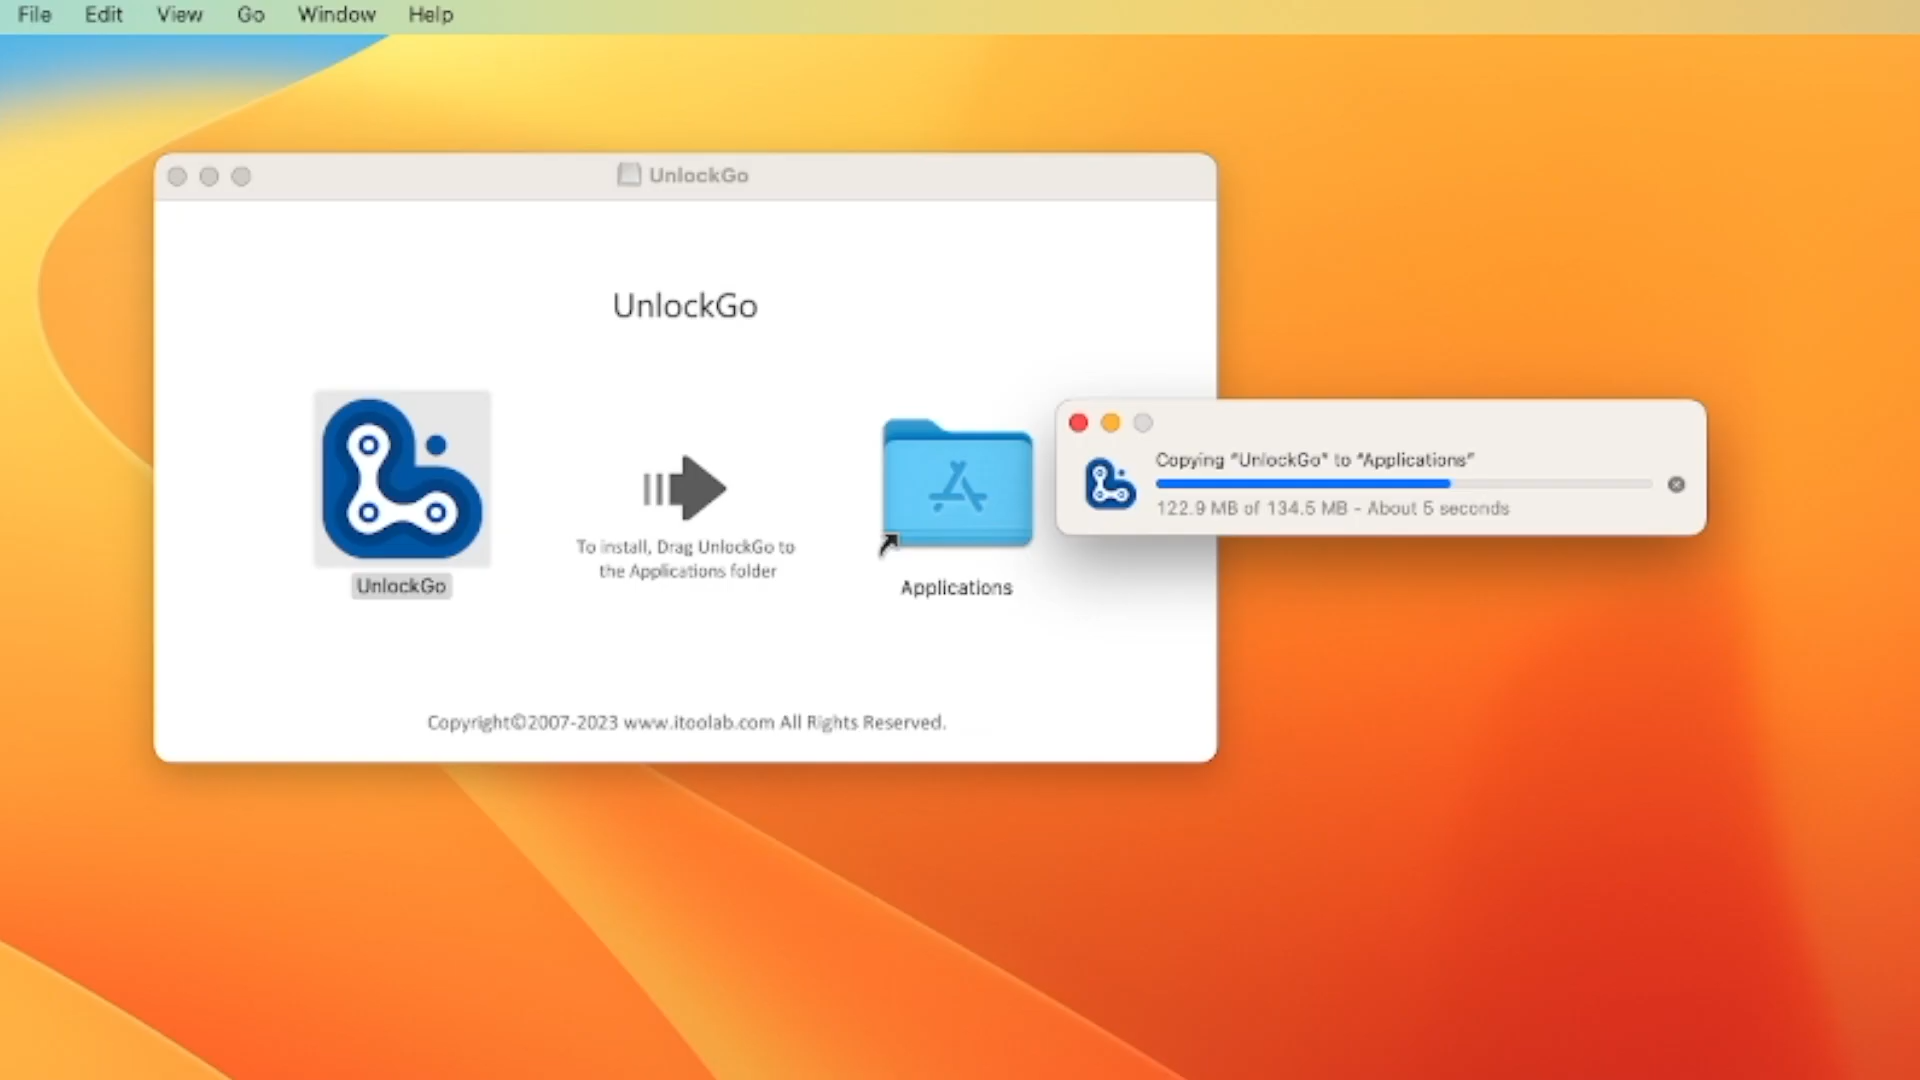 File Edit View Go Window Help
UnlockGo
UnlockGo
Copying “UnlockGo” to “Applications”
122.9 MB of 134.5 MB - About 5 seconds
To install, Drag UnlockGo to
the Applications folder
UnlockGo
Applications
Copyright©2007-2023 www.itoolab.com All Rights Reserved.